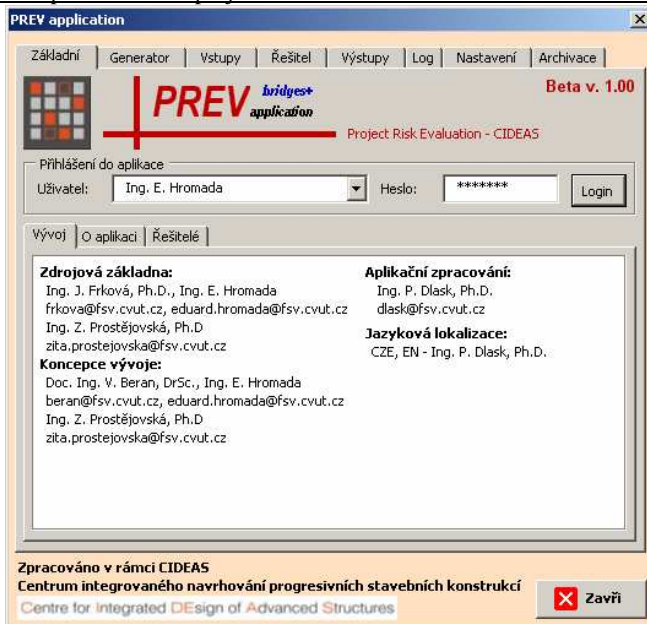 PREV application
Základní Generator Vstupy Řešitel Výstupy Log Nastavení Archivace
Beta v. 1.00
PREV bridges+ application
Project Risk Evaluation - CIDEAS
Přihlášení do aplikace
Uživatel: Ing. E. Hromada Heslo: ******* Login
Vývoj O aplikaci Řešitelé
Zdrojová základna:
Ing. J. Frková, Ph.D., Ing. E. Hromada
frkova@fsv.cvut.cz, eduard.hromada@fsv.cvut.cz
Ing. Z. Prostějovská, Ph.D
zita.prostejovska@fsv.cvut.cz
Koncepce vývoje:
Doc. Ing. V. Beran, DrSc., Ing. E. Hromada
beran@fsv.cvut.cz, eduard.hromada@fsv.cvut.cz
Ing. Z. Prostějovská, Ph.D
zita.prostejovska@fsv.cvut.cz
Aplikační zpracování:
Ing. P. Dlask, Ph.D.
dlask@fsv.cvut.cz
Jazyková lokalizace:
CZE, EN - Ing. P. Dlask, Ph.D.
Zpracováno v rámci CIDEAS
Centrum integrovaného navrhování progresivních stavebních konstrukcí
Centre for Integrated DEsign of Advanced Structures
Zavři